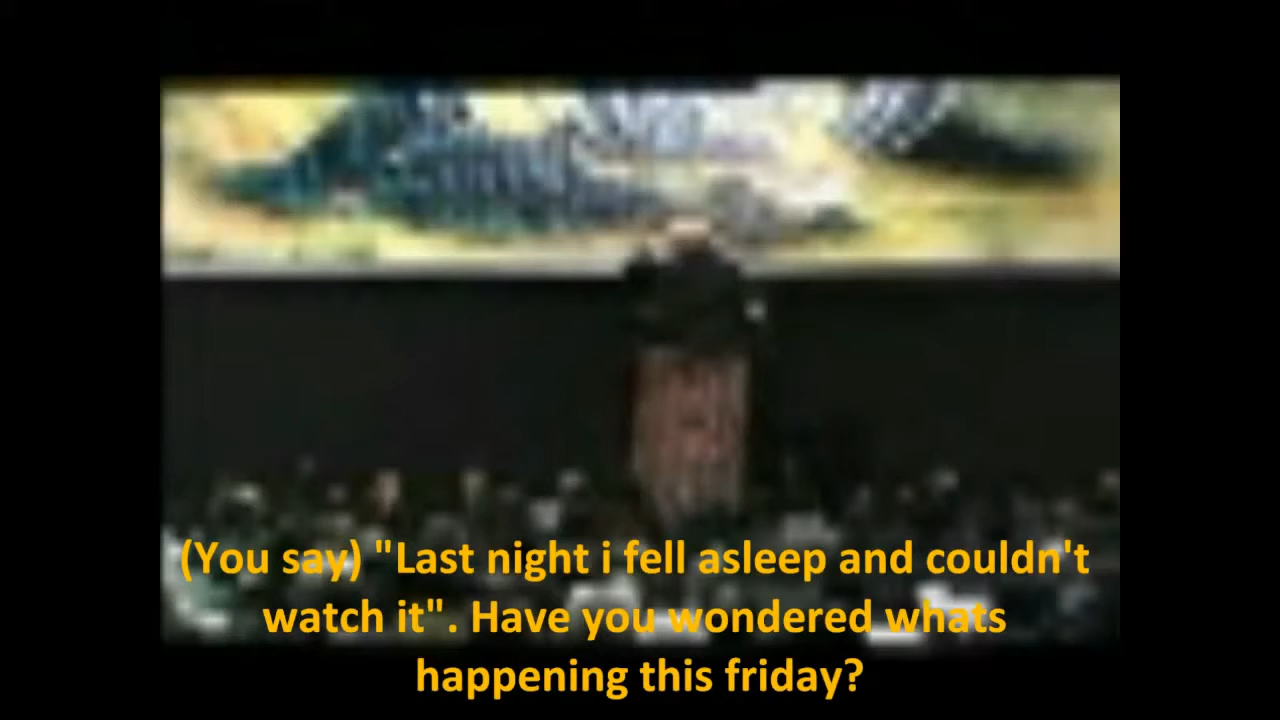 (You say) "Last night i fell asleep and couldn't
watch it". Have you wondered whats
happening this friday?